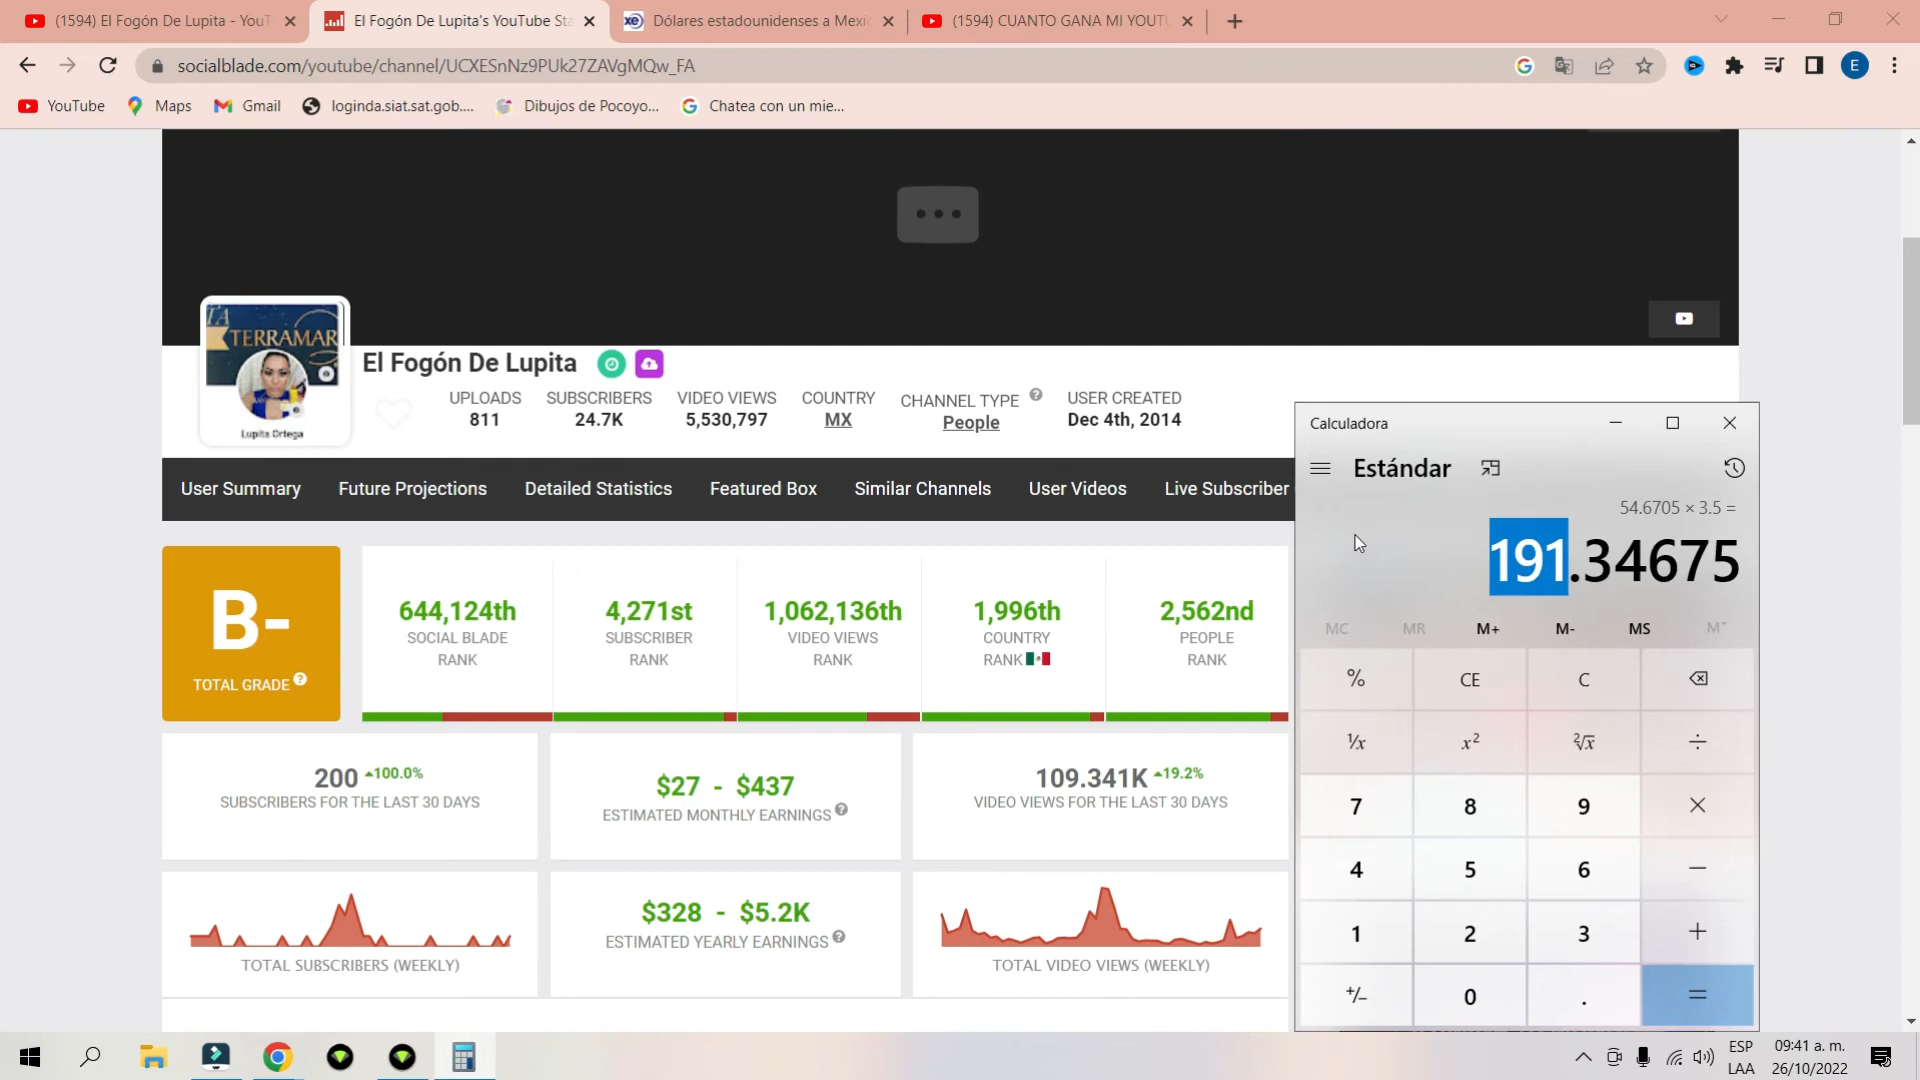 (1594) El Fogón De Lupita - YouT
El Fogón De Lupita's YouTube Sta
xe Dólares estadounidenses a Mexic
(1594) CUANTO GANA MI YOUTU
socialblade.com/youtube/channel/UCXESnNz9PUk27ZAVgMQw_FA
E
YouTube
Maps
Gmail
loginda.siat.sat.gob....
Dibujos de Pocoyo...
Chatea con un mie...
TA
TERRAMAR
Lupita Ortega
El Fogón De Lupita
UPLOADS
811
SUBSCRIBERS
24.7K
VIDEO VIEWS
5,530,797
COUNTRY
MX
CHANNEL TYPE ?
People
USER CREATED
Dec 4th, 2014
User Summary
Future Projections
Detailed Statistics
Featured Box
Similar Channels
User Videos
Live Subscriber
B-
TOTAL GRADE ?
644,124th
SOCIAL BLADE
RANK
4,271st
SUBSCRIBER
RANK
1,062,136th
VIDEO VIEWS
RANK
1,996th
COUNTRY
RANK
2,562nd
PEOPLE
RANK
200 100.0%
SUBSCRIBERS FOR THE LAST 30 DAYS
$27 - $437
ESTIMATED MONTHLY EARNINGS ?
109.341K 19.2%
VIDEO VIEWS FOR THE LAST 30 DAYS
TOTAL SUBSCRIBERS (WEEKLY)
$328 - $5.2K
ESTIMATED YEARLY EARNINGS ?
TOTAL VIDEO VIEWS (WEEKLY)
Calculadora
Estándar
54.6705 × 3.5 =
191.34675
MC MR M+ M- MS M˅
% CE C
⅟x x² ²√x ÷
7 8 9 ×
4 5 6 −
1 2 3 +
+/− 0 . =
ESP
LAA
09:41 a. m.
26/10/2022